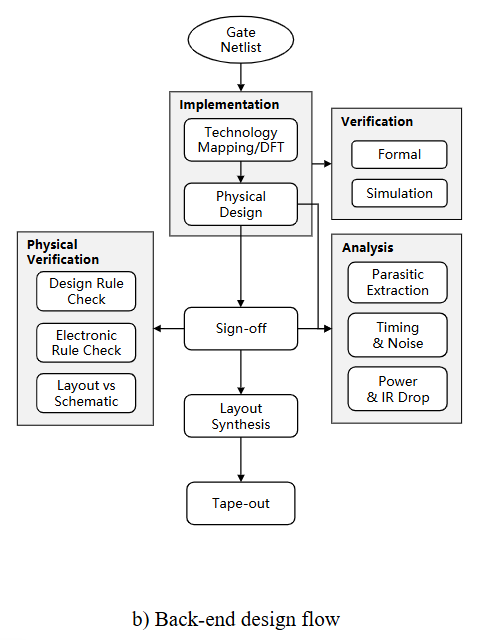 Gate
Netlist
Implementation
Technology
Mapping/DFT
Physical
Design
Verification
Formal
Simulation
Physical
Verification
Design Rule
Check
Electronic
Rule Check
Layout vs
Schematic
Sign-off
Analysis
Parasitic
Extraction
Timing
& Noise
Power
& IR Drop
Layout
Synthesis
Tape-out
b) Back-end design flow